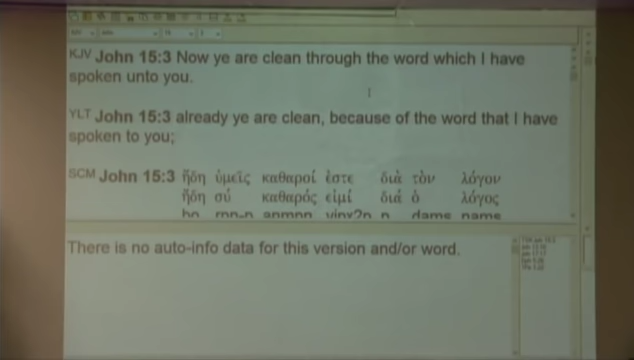 KJV John 15:3 Now ye are clean through the word which I have
spoken unto you.
YLT John 15:3 already ye are clean, because of the word that I have
spoken to you;
SCM John 15:3 ἤδη ὑμεῖς καθαροί ἐστε διὰ τὸν λόγον
ἤδη σύ καθαρός εἰμί διά ὁ λόγος
There is no auto-info data for this version and/or word.